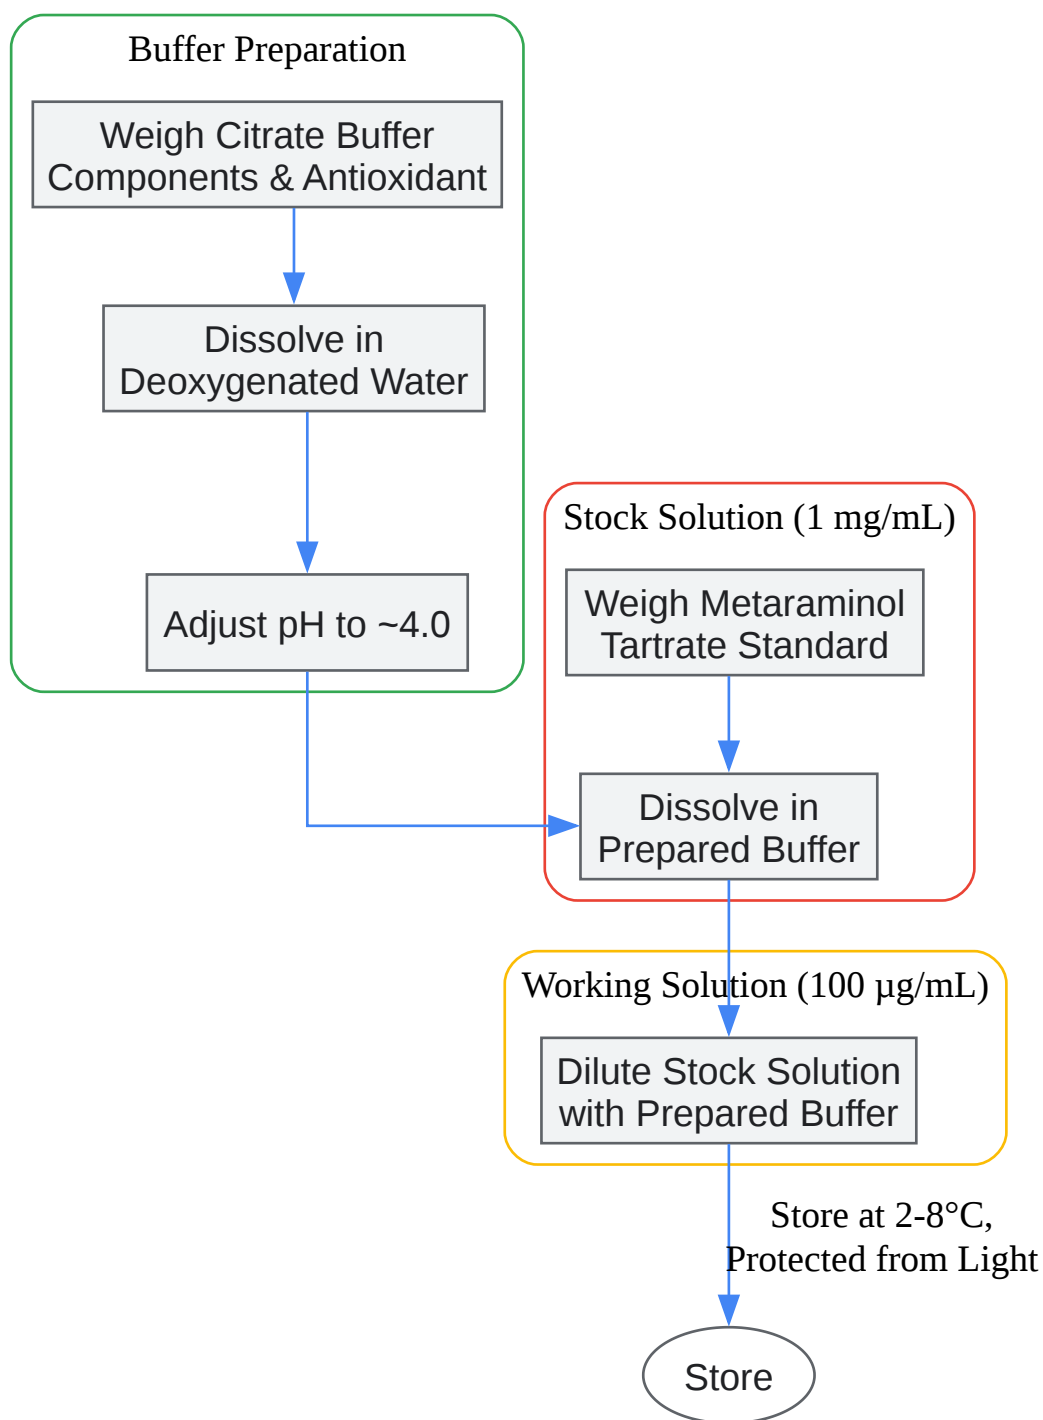 Buffer Preparation
Weigh Citrate Buffer
Components & Antioxidant
Dissolve in
Deoxygenated Water
Adjust pH to ~4.0
Stock Solution (1 mg/mL)
Weigh Metaraminol
Tartrate Standard
Dissolve in
Prepared Buffer
Working Solution (100 µg/mL)
Dilute Stock Solution
with Prepared Buffer
Store at 2-8°C,
Protected from Light
Store